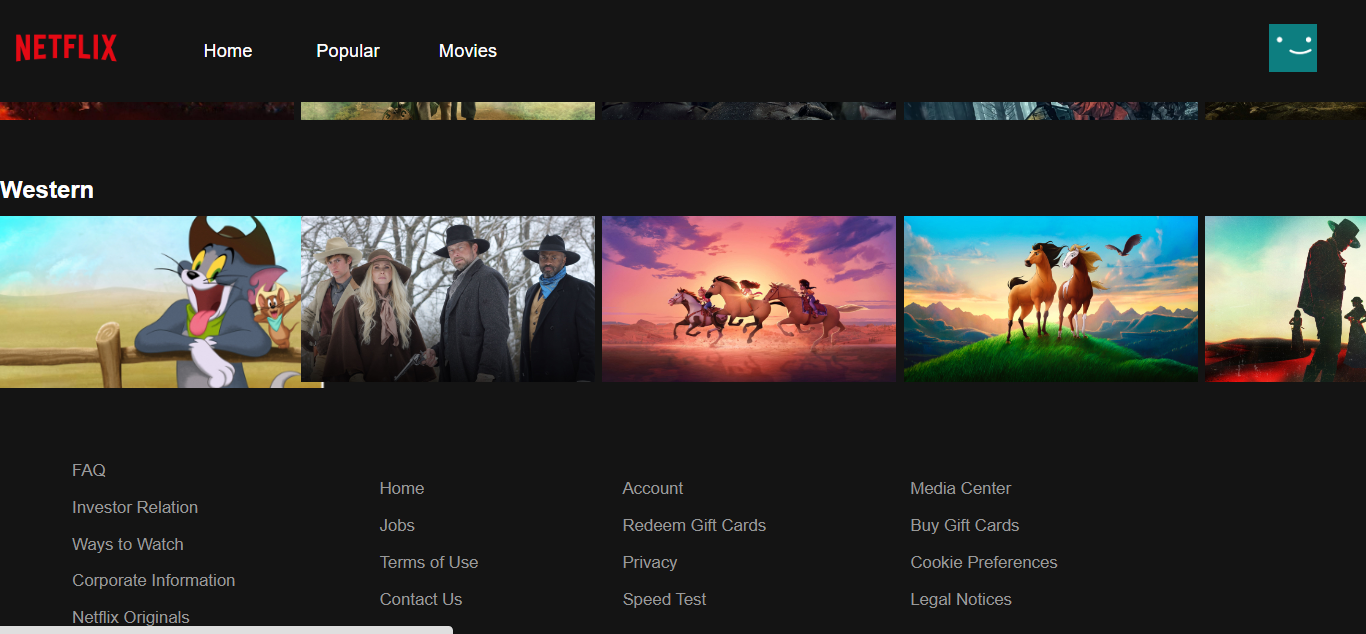 NETFLIX
Home
Popular
Movies
Western
FAQ
Investor Relation
Ways to Watch
Corporate Information
Netflix Originals
Home
Jobs
Terms of Use
Contact Us
Account
Redeem Gift Cards
Privacy
Speed Test
Media Center
Buy Gift Cards
Cookie Preferences
Legal Notices